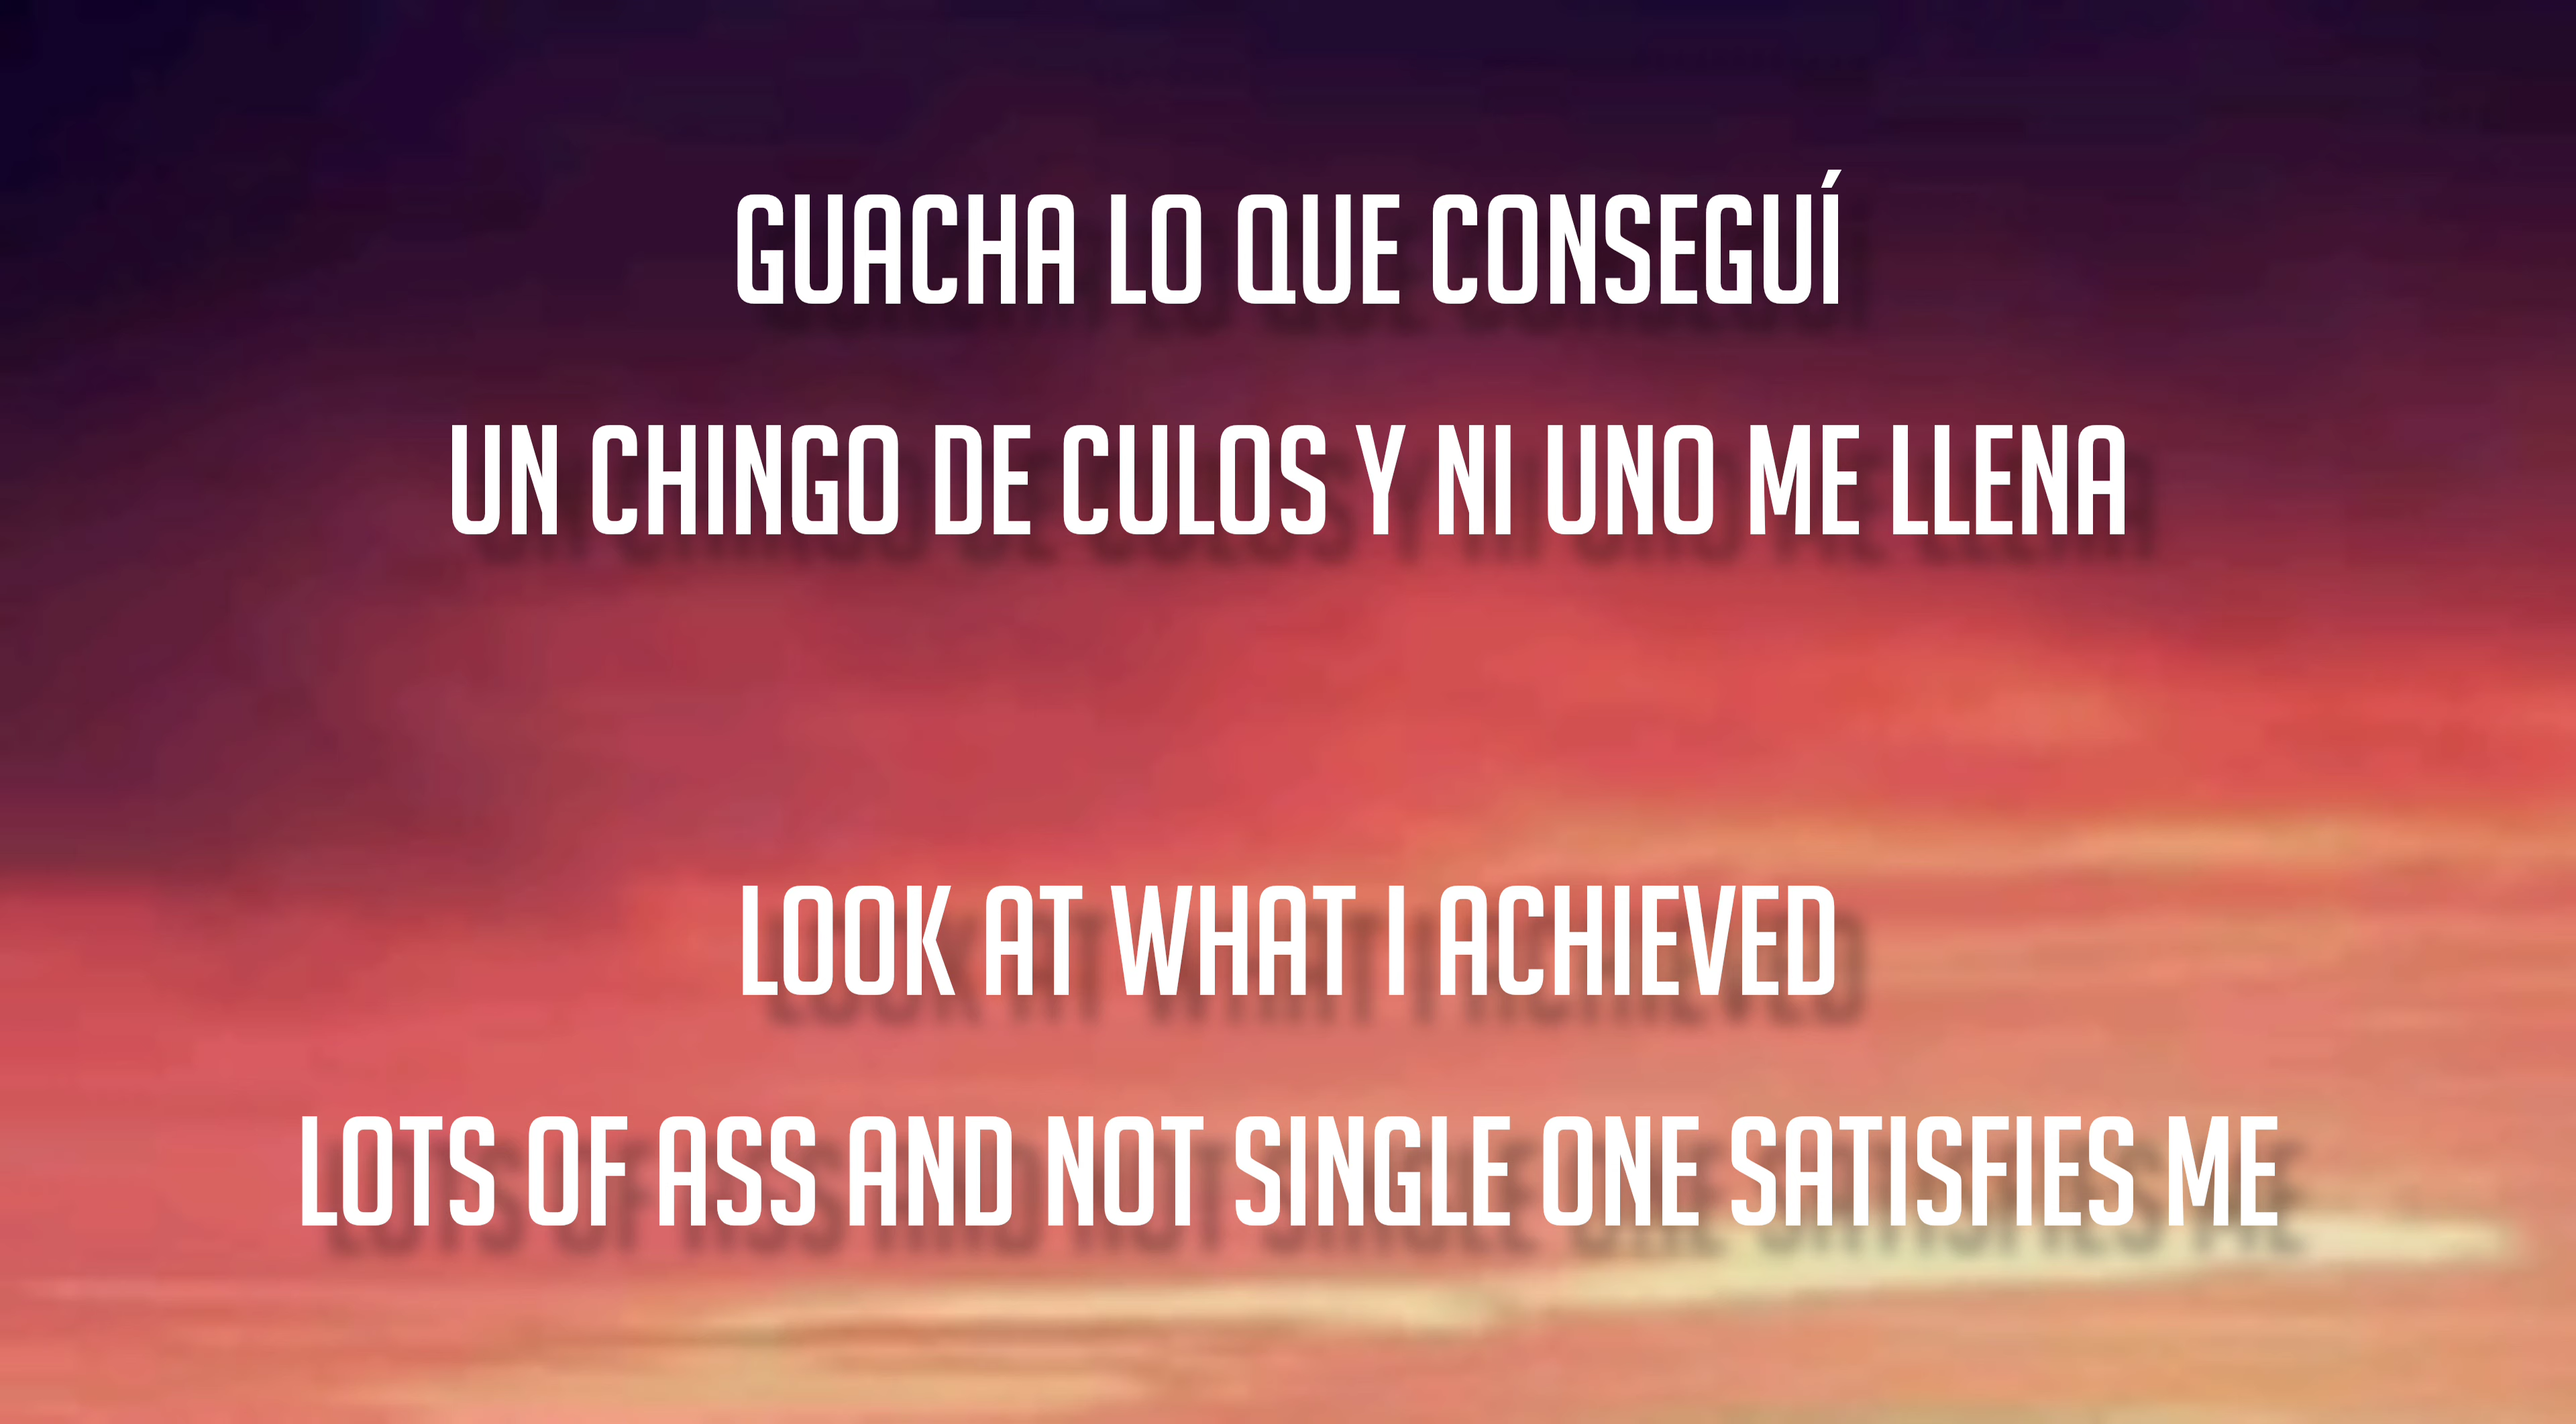 GUACHA LO QUE CONSEGUÍ
UN CHINGO DE CULOS Y NI UNO ME LLENA
LOOK AT WHAT I ACHIEVED
LOTS OF ASS AND NOT SINGLE ONE SATISFIES ME